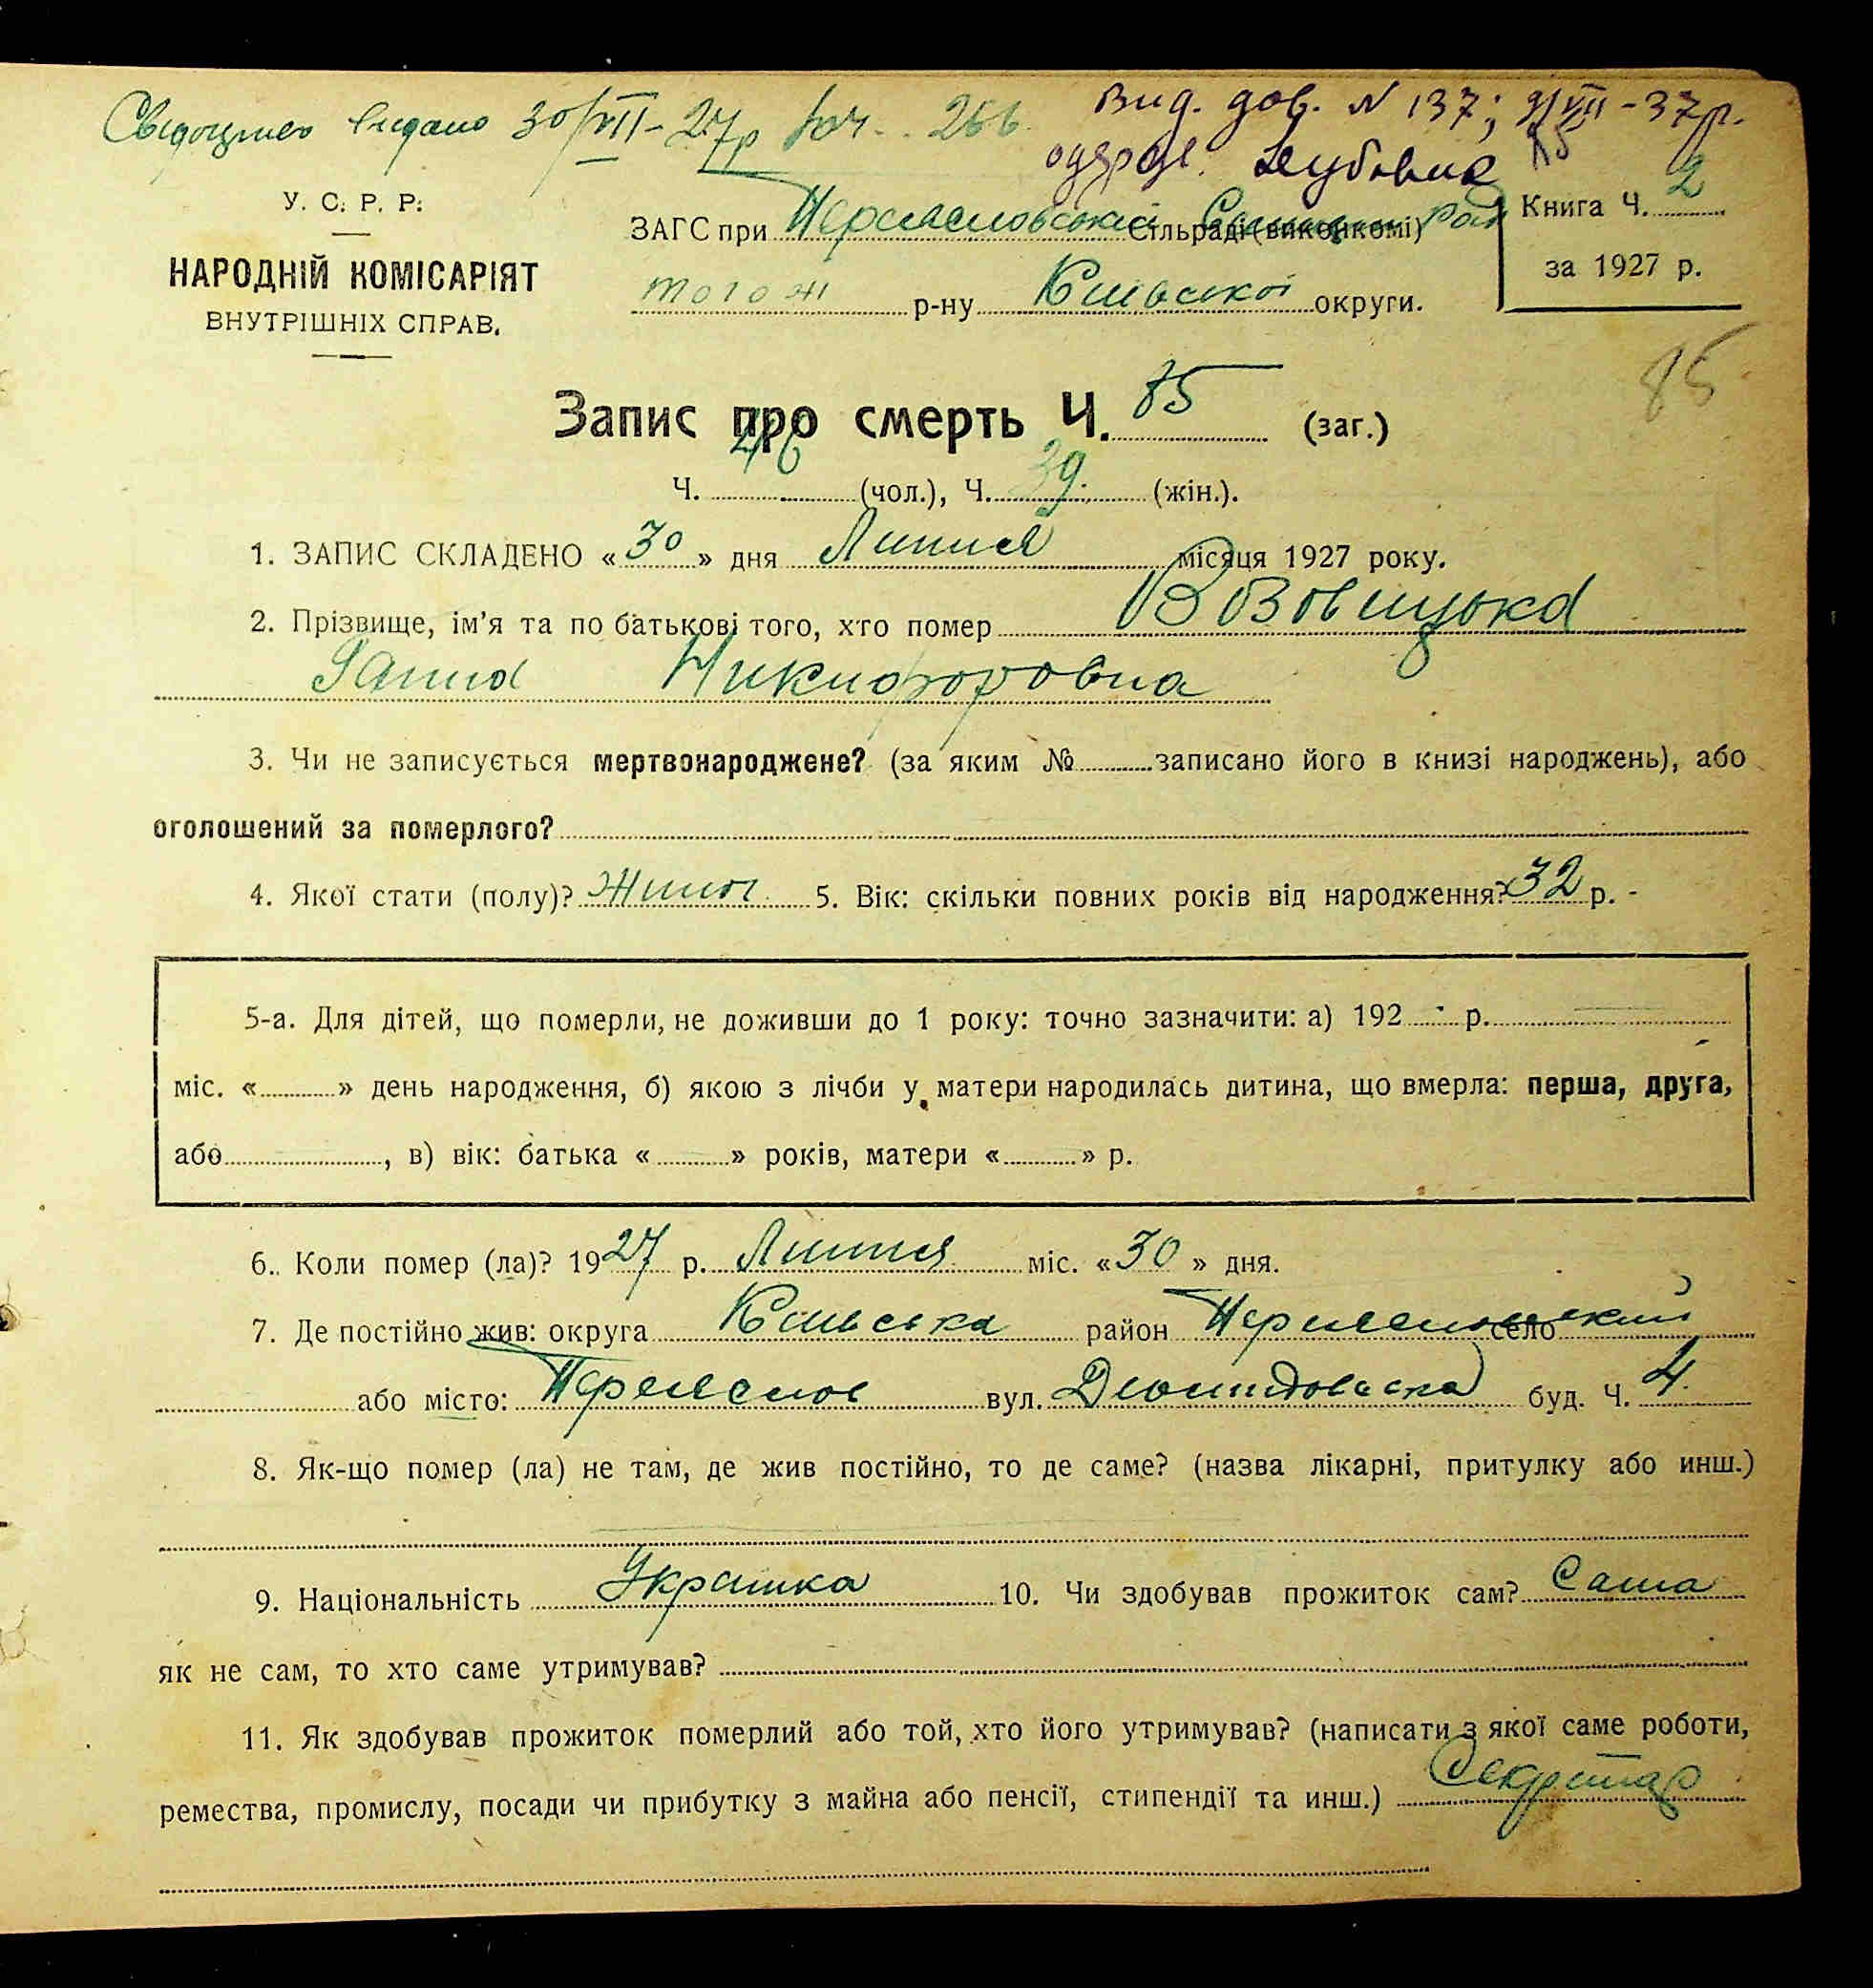 Свідоцтво видано 30/VII-27р
Вид. дов. N 137; 9/VII-37р.
У. С. Р. Р.
НАРОДНІЙ КОМІСАРІЯТ
ВНУТРІШНІХ СПРАВ.
ЗАГС при Переяславській Сільраді (виконкомі)
того ж р-ну Київської округи.
Книга Ч. 2
за 1927 р.
85
Запис про смерть Ч. 85 (заг.)
Ч. 46 (чол.), Ч. 39. (жін.).
1. ЗАПИС СКЛАДЕНО «30» дня Липня місяця 1927 року.
2. Прізвище, ім'я та по батькові того, хто помер Возовицька
Ганна Никифоровна
3. Чи не записується мертвонароджене? (за яким № записано його в книзі народжень), або
оголошений за померлого?
4. Якої стати (полу)? Жіноч 5. Вік: скільки повних років від народження? 32 р.
5-а. Для дітей, що померли, не доживши до 1 року: точно зазначити: а) 192 р.
міс. « » день народження, б) якою з лічби у матери народилась дитина, що вмерла: перша, друга,
або , в) вік: батька « » років, матери « » р.
6. Коли помер (ла)? 1927 р. Липня міс. «30» дня.
7. Де постійно жив: округа Київська район Переяславський село
або місто: Переяслов вул. буд. Ч. 4.
8. Як-що помер (ла) не там, де жив постійно, то де саме? (назва лікарні, притулку або инш.)
9. Національність Українка 10. Чи здобував прожиток сам? Сама
як не сам, то хто саме утримував?
11. Як здобував прожиток померлий або той, хто його утримував? (написати з якої саме роботи,
ремества, промислу, посади чи прибутку з майна або пенсії, стипендії та инш.) Секретар